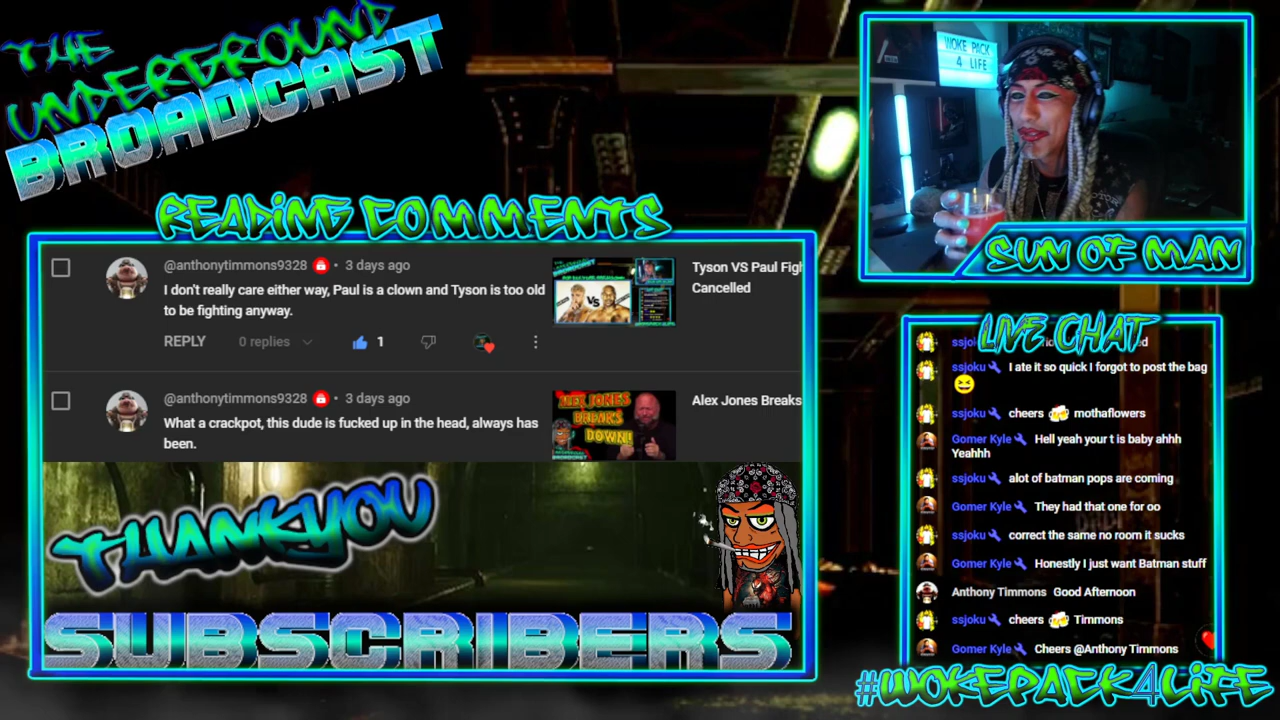 THE
UNDERGROUND
BROADCAST
WOKE PACK
4 LIFE
READING COMMENTS
SUN OF MAN
@anthonytimmons9328 • 3 days ago
I don't really care either way, Paul is a clown and Tyson is too old
to be fighting anyway.
REPLY 0 replies 1
VS
Tyson VS Paul Figh
Cancelled
@anthonytimmons9328 • 3 days ago
What a crackpot, this dude is fucked up in the head, always has
been.
ALEX JONES
BREAKS
DOWN!
Alex Jones Breaks
THANKYOU
SUBSCRIBERS
LIVE CHAT
ssjoku I ate it so quick I forgot to post the bag
ssjoku cheers mothaflowers
Gomer Kyle Hell yeah your t is baby ahhh
Yeahhh
ssjoku alot of batman pops are coming
Gomer Kyle They had that one for oo
ssjoku correct the same no room it sucks
Gomer Kyle Honestly I just want Batman stuff
Anthony Timmons Good Afternoon
ssjoku cheers Timmons
Gomer Kyle Cheers @Anthony Timmons
#WOKEPACK4LIFE